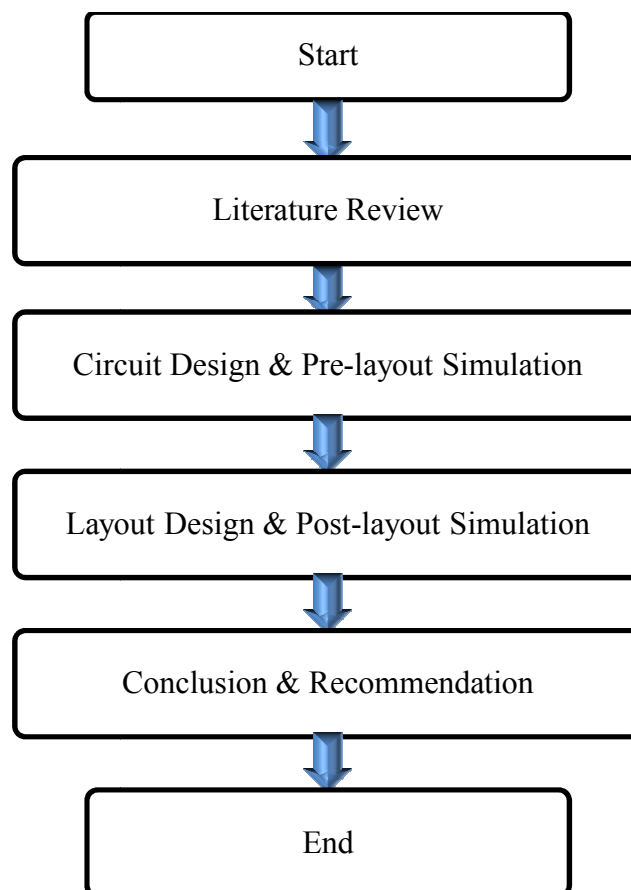 Start
Literature Review
Circuit Design & Pre-layout Simulation
Layout Design & Post-layout Simulation
Conclusion & Recommendation
End